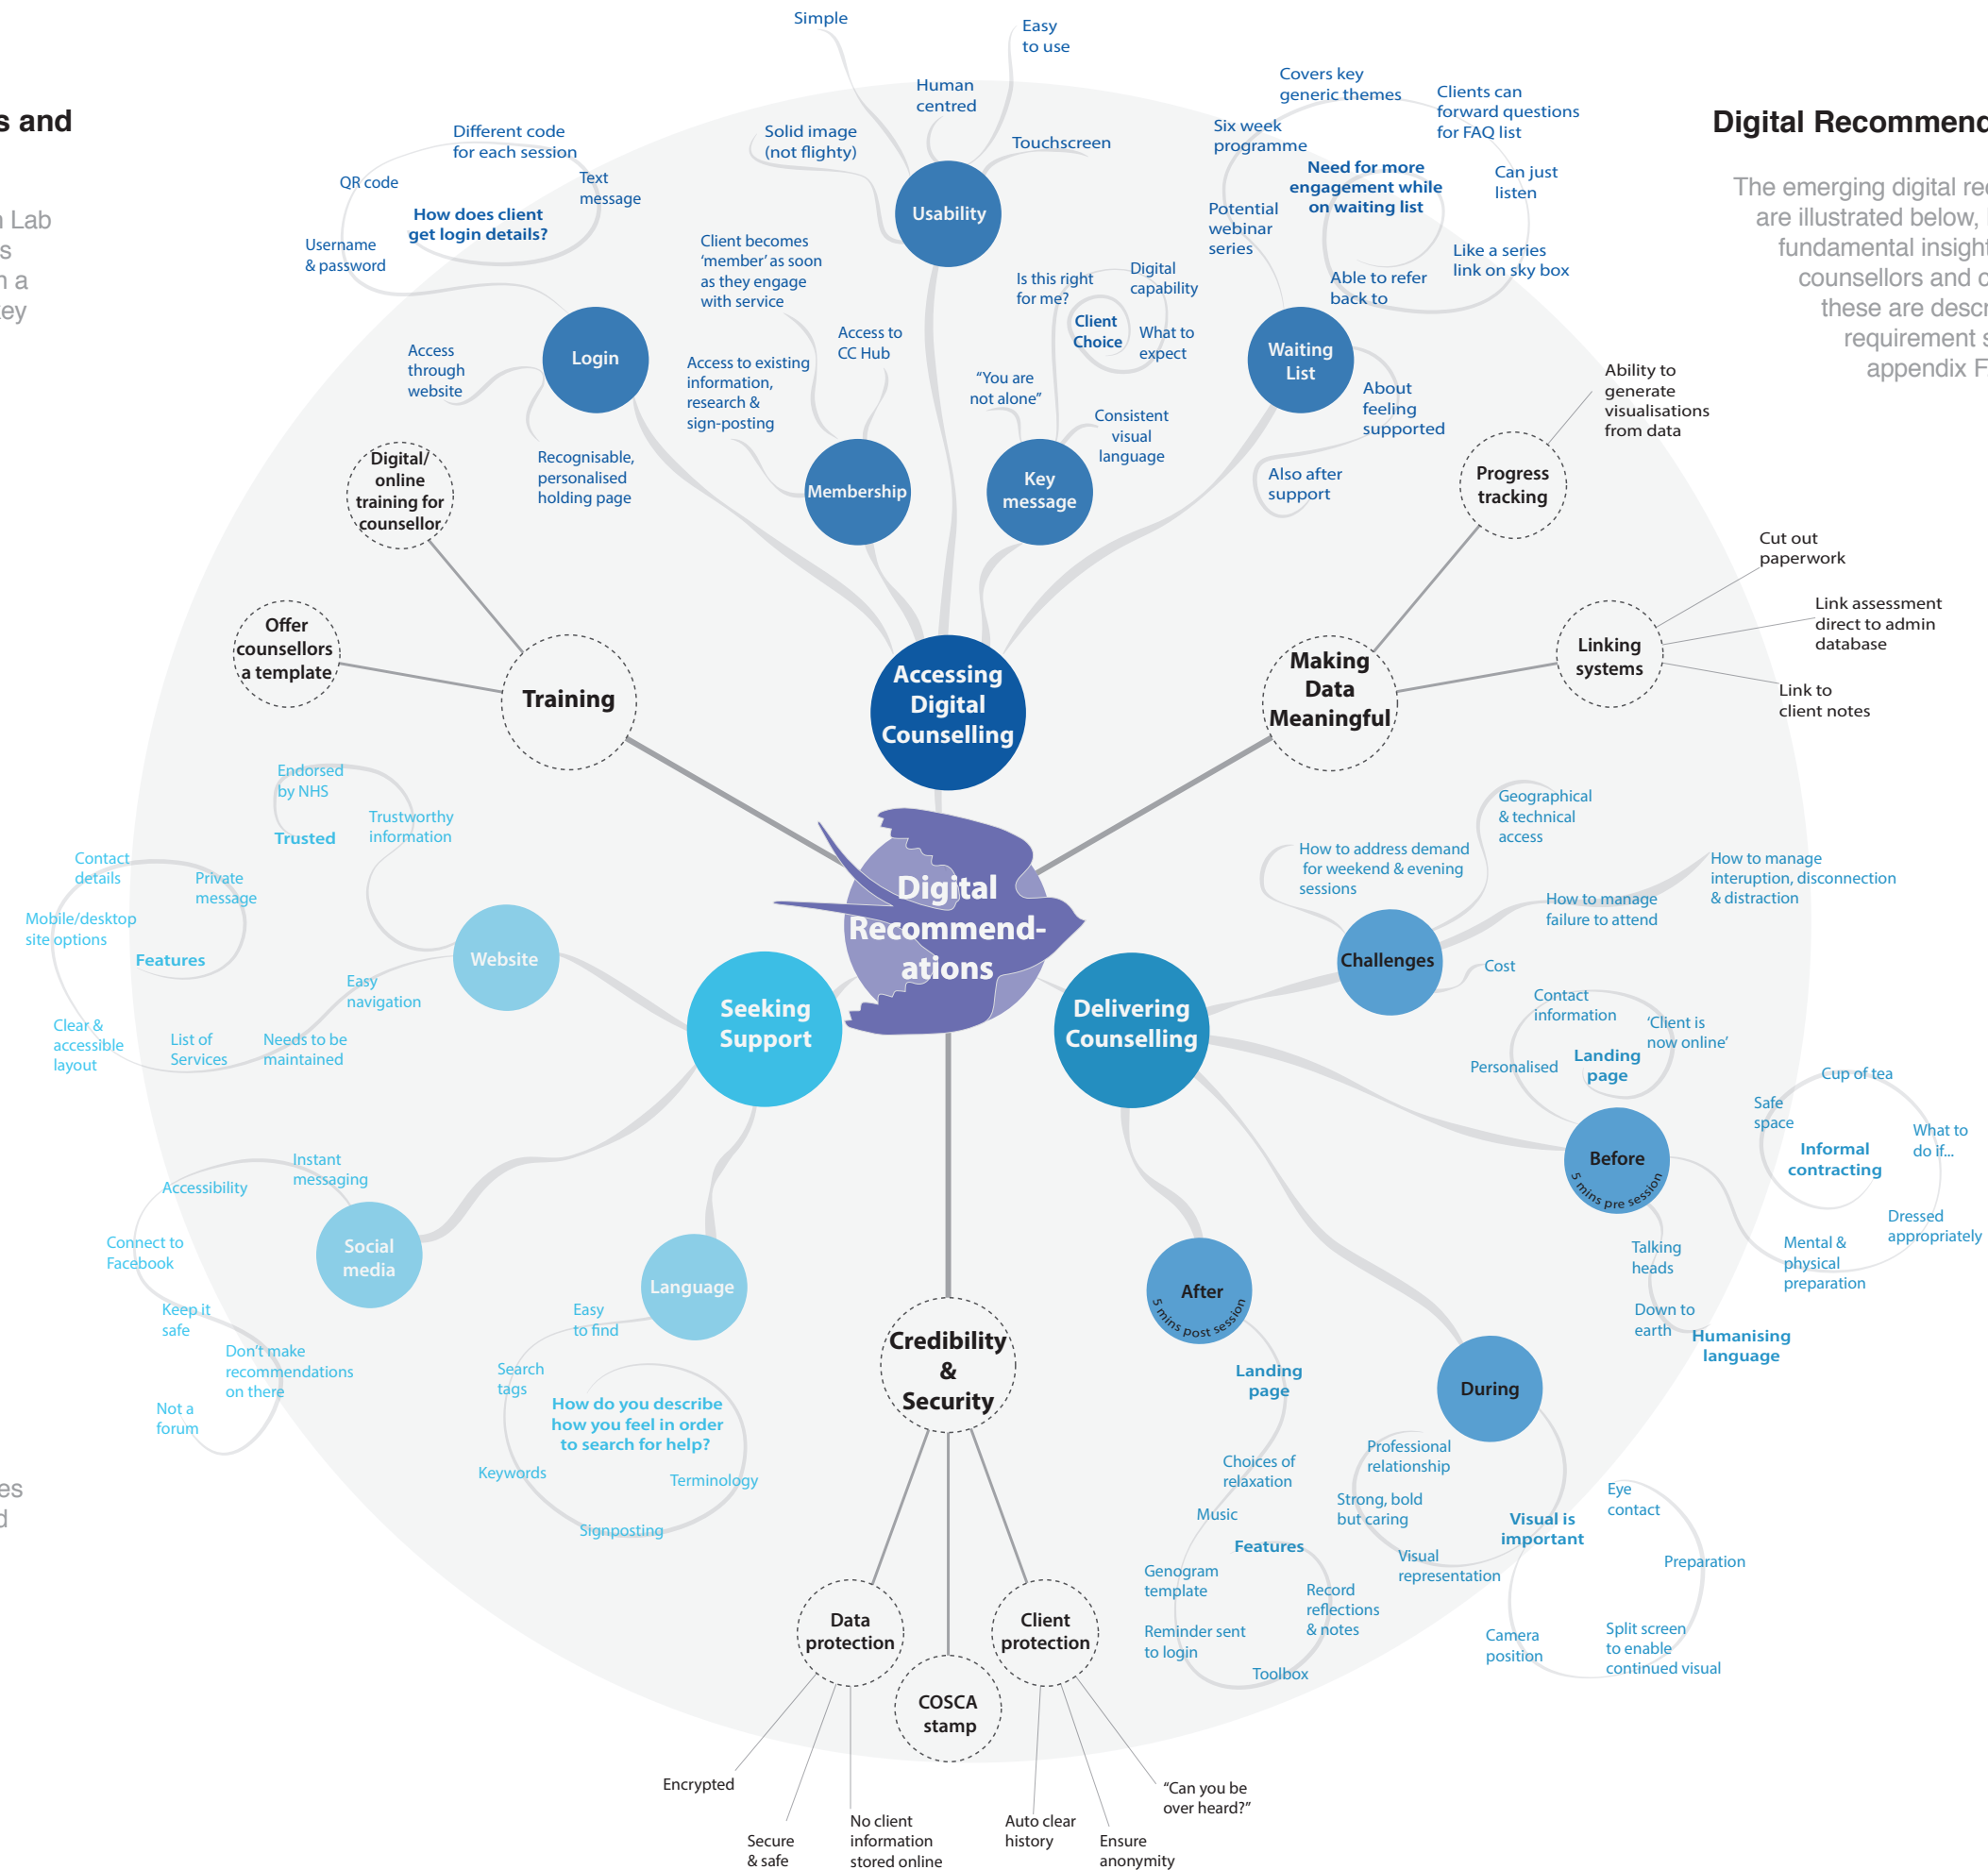 s and
n Lab
s
n a
ey
es
d
Digital Recommend
The emerging digital rec
are illustrated below,
fundamental insight
counsellors and c
these are descr
requirement s
appendix F.
Simple
Easy
to use
Human
centred
Solid image
(not flighty)
Touchscreen
Usability
Different code
for each session
QR code
Text
message
How does client
get login details?
Username
& password
Login
Access
through
website
Recognisable,
personalised
holding page
Client becomes
‘member’ as soon
as they engage
with service
Access to
CC Hub
Access to existing
information,
research &
sign-posting
Membership
Is this right
for me?
Digital
capability
Client
Choice
What to
expect
“You are
not alone”
Consistent
visual
language
Key
message
Covers key
generic themes
Clients can
forward questions
for FAQ list
Six week
programme
Need for more
engagement while
on waiting list
Can just
listen
Potential
webinar
series
Like a series
link on sky box
Able to refer
back to
Waiting
List
About
feeling
supported
Also after
support
Accessing
Digital
Counselling
Digital/
online
training for
counsellor
Offer
counsellors
a template
Training
Ability to
generate
visualisations
from data
Progress
tracking
Cut out
paperwork
Link assessment
direct to admin
database
Link to
client notes
Linking
systems
Making
Data
Meaningful
Digital
Recommend-
ations
Endorsed
by NHS
Trustworthy
information
Trusted
Contact
details
Private
message
Mobile/desktop
site options
Features
Easy
navigation
Clear &
accessible
layout
List of
Services
Needs to be
maintained
Website
Seeking
Support
Instant
messaging
Accessibility
Connect to
Facebook
Keep it
safe
Don’t make
recommendations
on there
Not a
forum
Social
media
Language
Easy
to find
Search
tags
How do you describe
how you feel in order
to search for help?
Keywords
Terminology
Signposting
Delivering
Counselling
Geographical
& technical
access
How to address demand
for weekend & evening
sessions
How to manage
interuption, disconnection
& distraction
How to manage
failure to attend
Challenges
Cost
Contact
information
‘Client is
now online’
Personalised
Landing
page
Before
5 mins pre session
Cup of tea
Safe
space
What to
do if...
Informal
contracting
Dressed
appropriately
Mental &
physical
preparation
Talking
heads
Down to
earth
Humanising
language
After
5 mins post session
Landing
page
Choices of
relaxation
Music
Features
Genogram
template
Record
reflections
& notes
Reminder sent
to login
Toolbox
During
Professional
relationship
Strong, bold
but caring
Visual
representation
Visual is
important
Eye
contact
Preparation
Split screen
to enable
continued visual
Camera
position
Credibility
&
Security
Data
protection
COSCA
stamp
Client
protection
Encrypted
Secure
& safe
No client
information
stored online
Auto clear
history
Ensure
anonymity
“Can you be
over heard?”